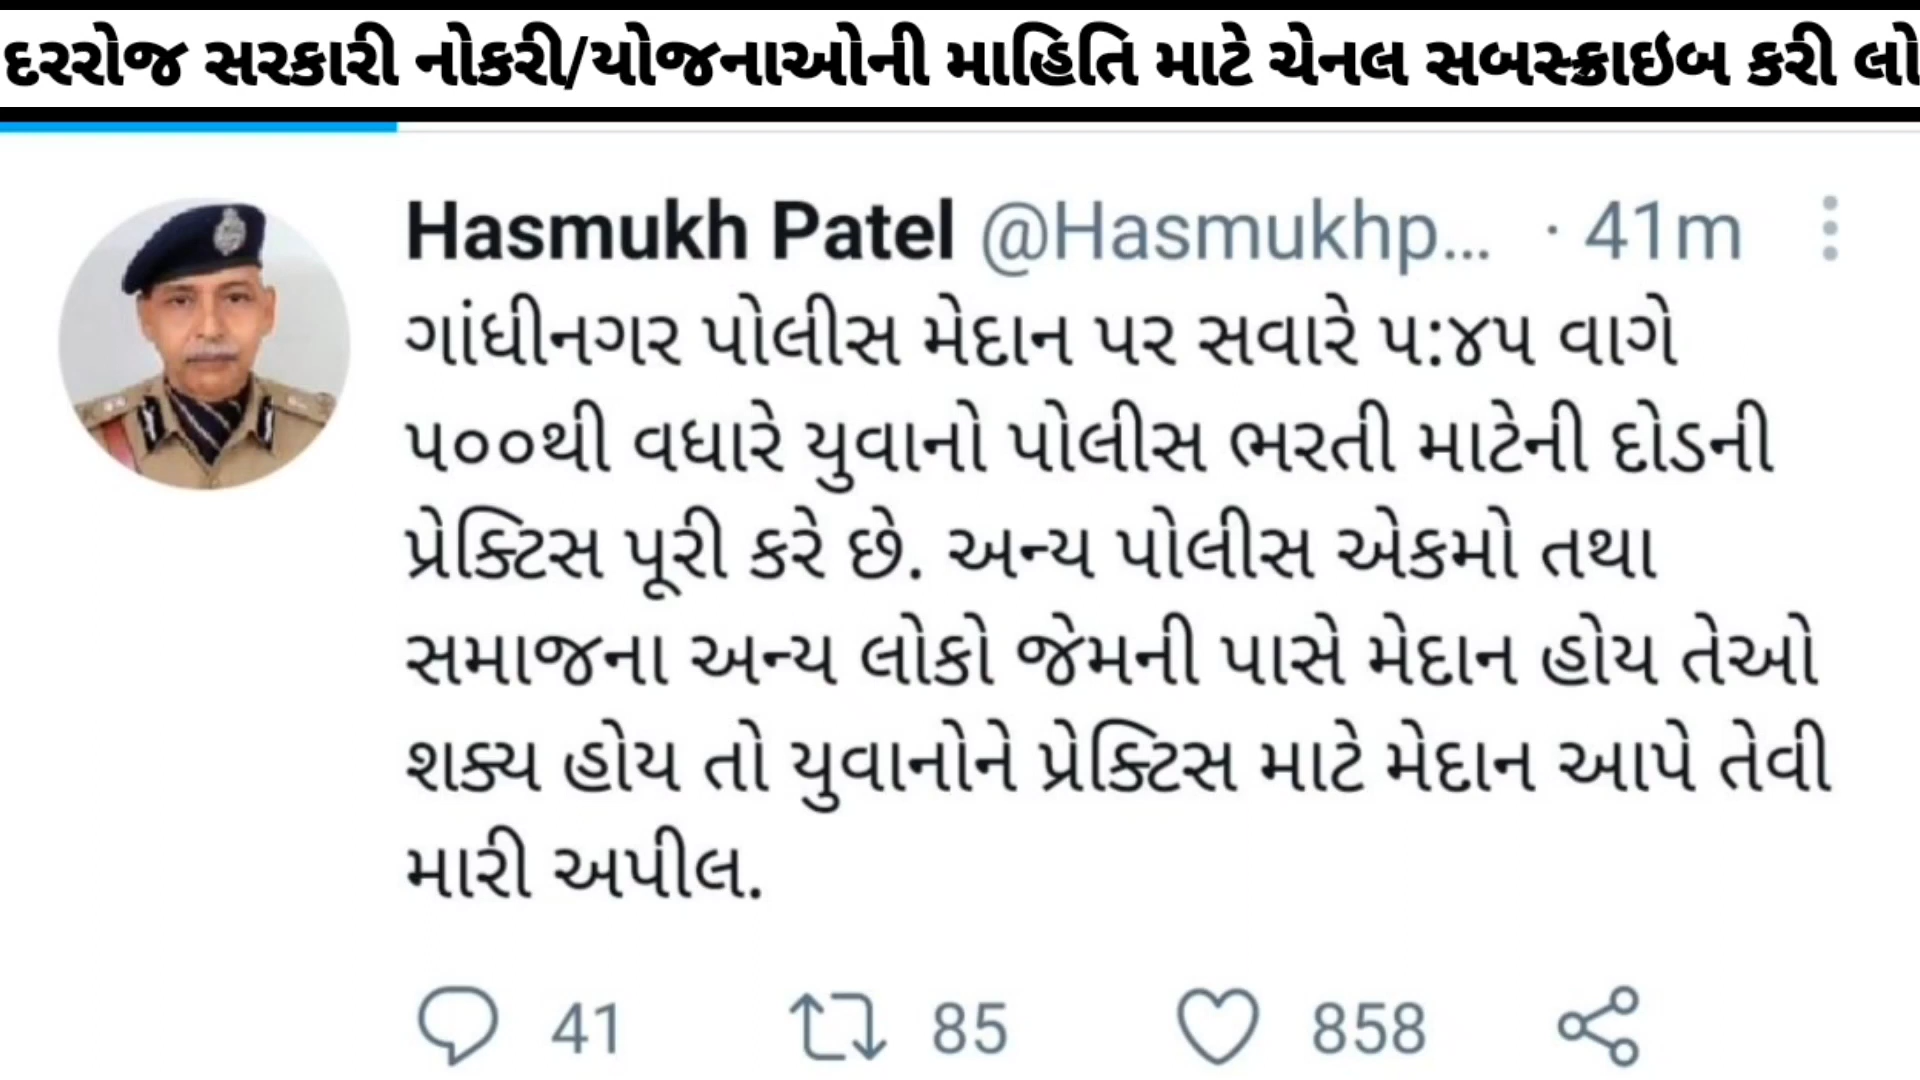 દરરોજ સરકારી નોકરી/યોજનાઓની માહિતિ માટે ચેનલ સબસ્ક્રાઇબ કરી લો
Hasmukh Patel @Hasmukhp... · 41m
ગાંધીનગર પોલીસ મેદાન પર સવારે ૫:૪૫ વાગે
૫૦૦થી વધારે યુવાનો પોલીસ ભરતી માટેની દોડની
પ્રેક્ટિસ પૂરી કરે છે. અન્ય પોલીસ એકમો તથા
સમાજના અન્ય લોકો જેમની પાસે મેદાન હોય તેઓ
શક્ય હોય તો યુવાનોને પ્રેક્ટિસ માટે મેદાન આપે તેવી
મારી અપીલ.
41 85 858